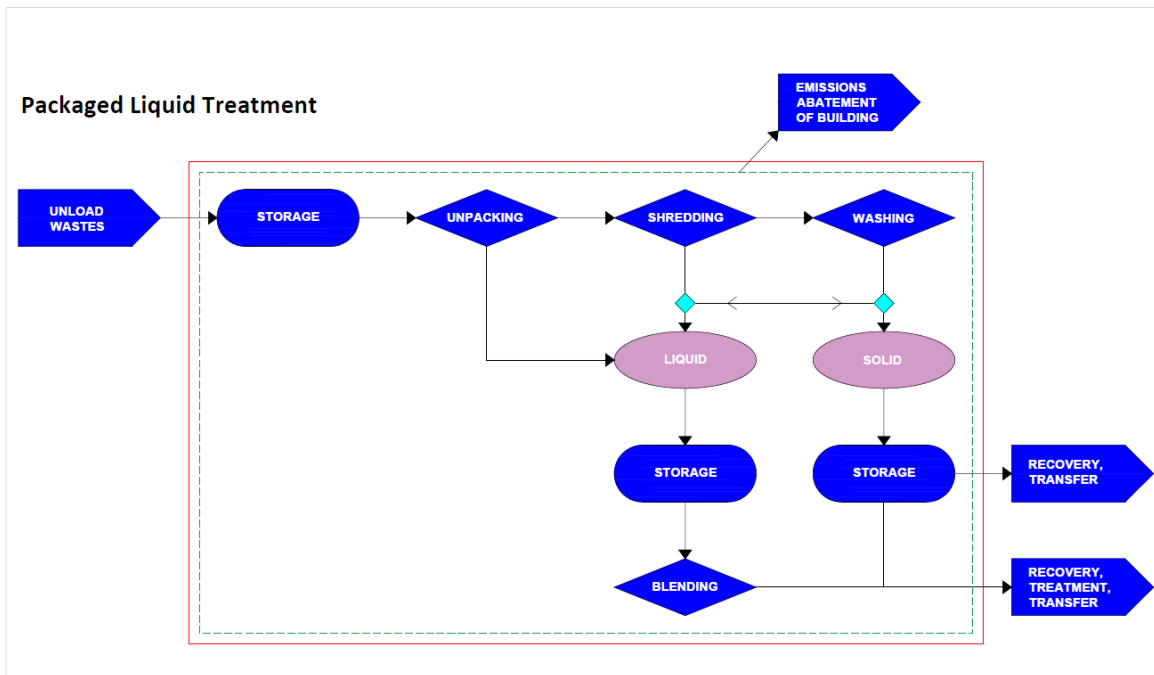 Packaged Liquid Treatment
EMISSIONS
ABATEMENT
OF BUILDING
UNLOAD
WASTES
STORAGE
UNPACKING
SHREDDING
WASHING
LIQUID
SOLID
STORAGE
STORAGE
RECOVERY,
TRANSFER
BLENDING
RECOVERY,
TREATMENT,
TRANSFER